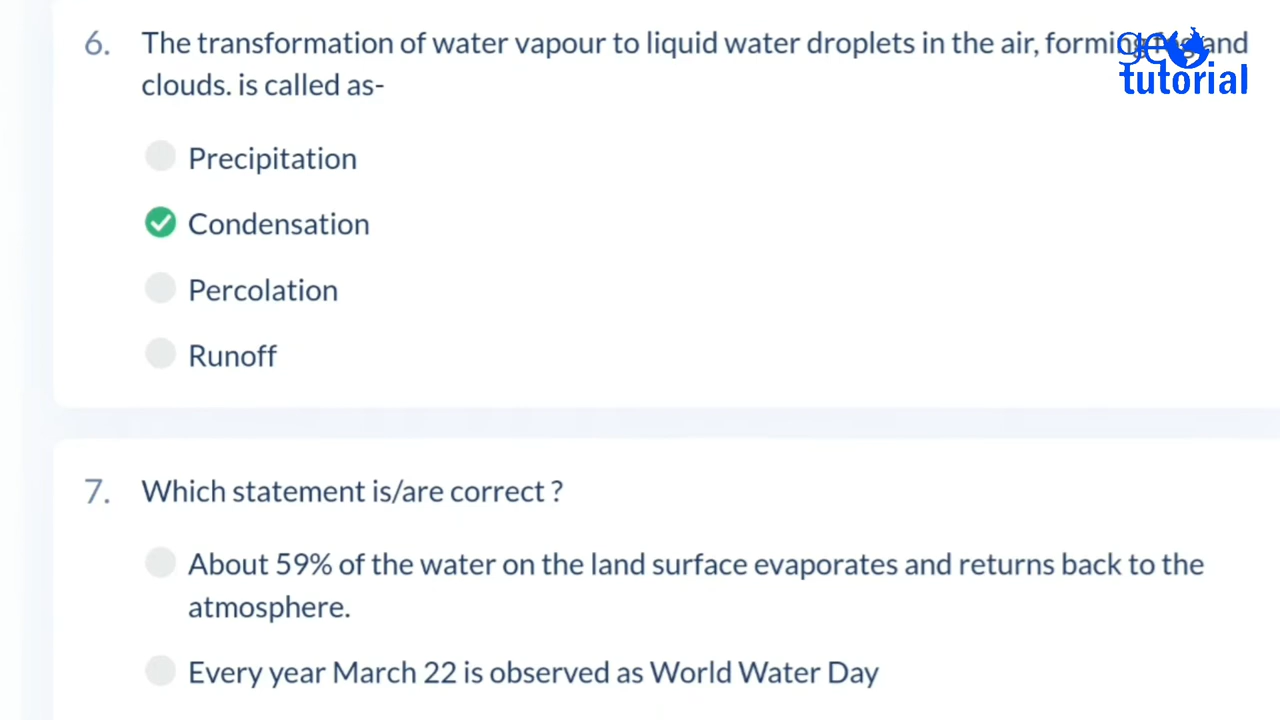 6. The transformation of water vapour to liquid water droplets in the air, forming fog and
clouds. is called as-
Precipitation
Condensation
Percolation
Runoff
7. Which statement is/are correct ?
About 59% of the water on the land surface evaporates and returns back to the
atmosphere.
Every year March 22 is observed as World Water Day
geo
tutorial